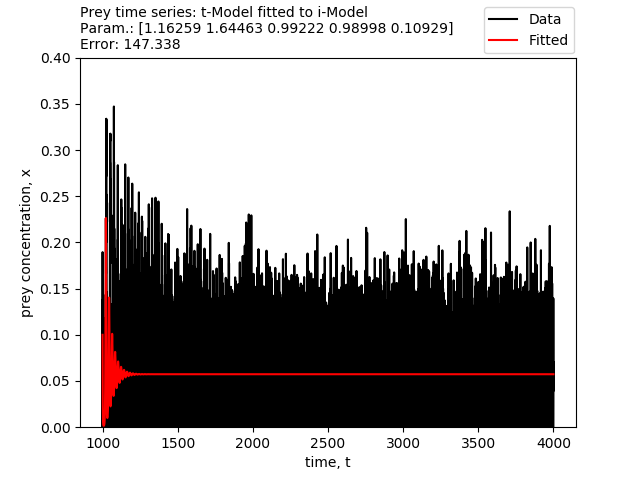 Prey time series: t-Model fitted to i-Model
Param.: [1.16259 1.64463 0.99222 0.98998 0.10929]
Error: 147.338
Data
Fitted
0.40
0.35
0.30
0.25
0.20
0.15
0.10
0.05
0.00
prey concentration, x
1000 1500 2000 2500 3000 3500 4000
time, t